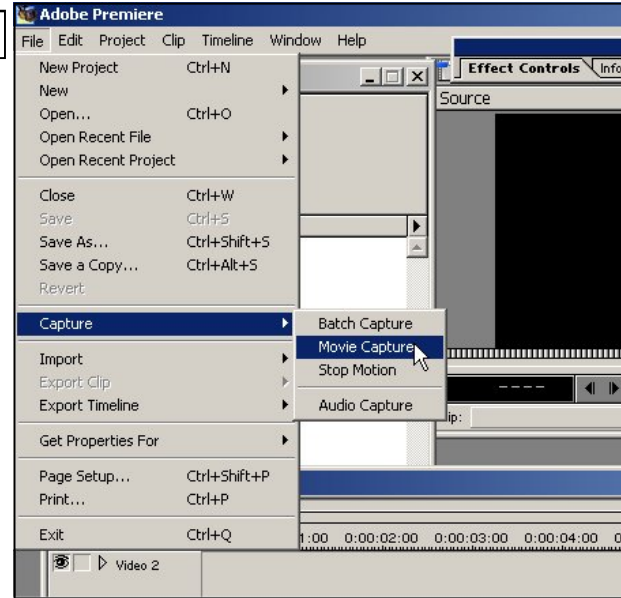 Adobe Premiere
File Edit Project Clip Timeline Window Help
New Project Ctrl+N
New
Open... Ctrl+O
Open Recent File
Open Recent Project
Close Ctrl+W
Save Ctrl+S
Save As... Ctrl+Shift+S
Save a Copy... Ctrl+Alt+S
Revert
Capture
Import
Export Clip
Export Timeline
Get Properties For
Page Setup... Ctrl+Shift+P
Print... Ctrl+P
Exit Ctrl+Q
Batch Capture
Movie Capture
Stop Motion
Audio Capture
Effect Controls Info
Source
----
lip:
1:00 0:00:02:00 0:00:03:00 0:00:04:00 0
Video 2